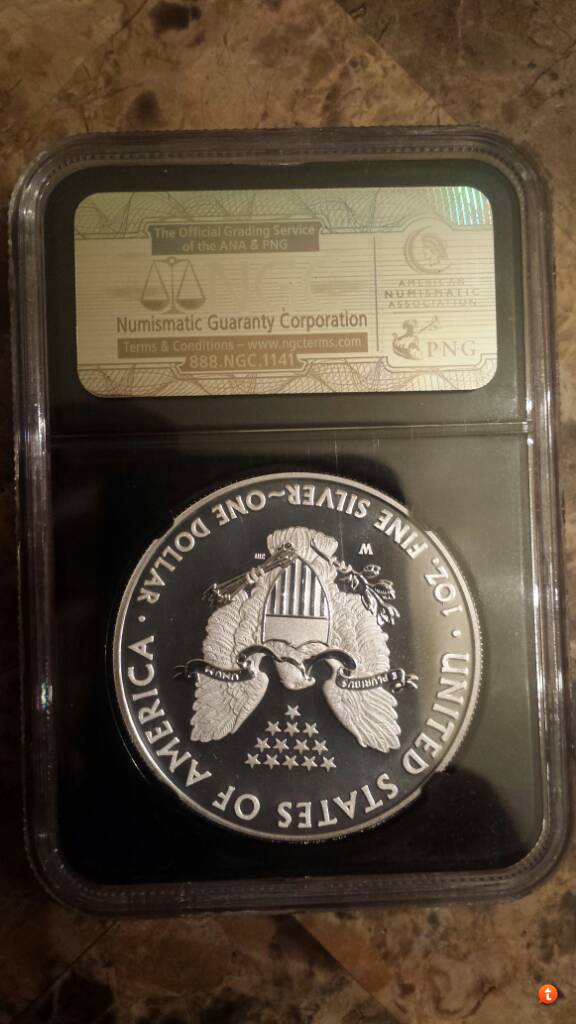 The Official Grading Service
of the ANA & PNG
NGC
Numismatic Guaranty Corporation
Terms & Conditions – www.ngcterms.com
888.NGC.1141
AMERICAN
NUMISMATIC
ASSOCIATION
PNG
UNITED STATES OF AMERICA
1 OZ. FINE SILVER~ONE DOLLAR
W
E PLURIBUS
UNUM
t